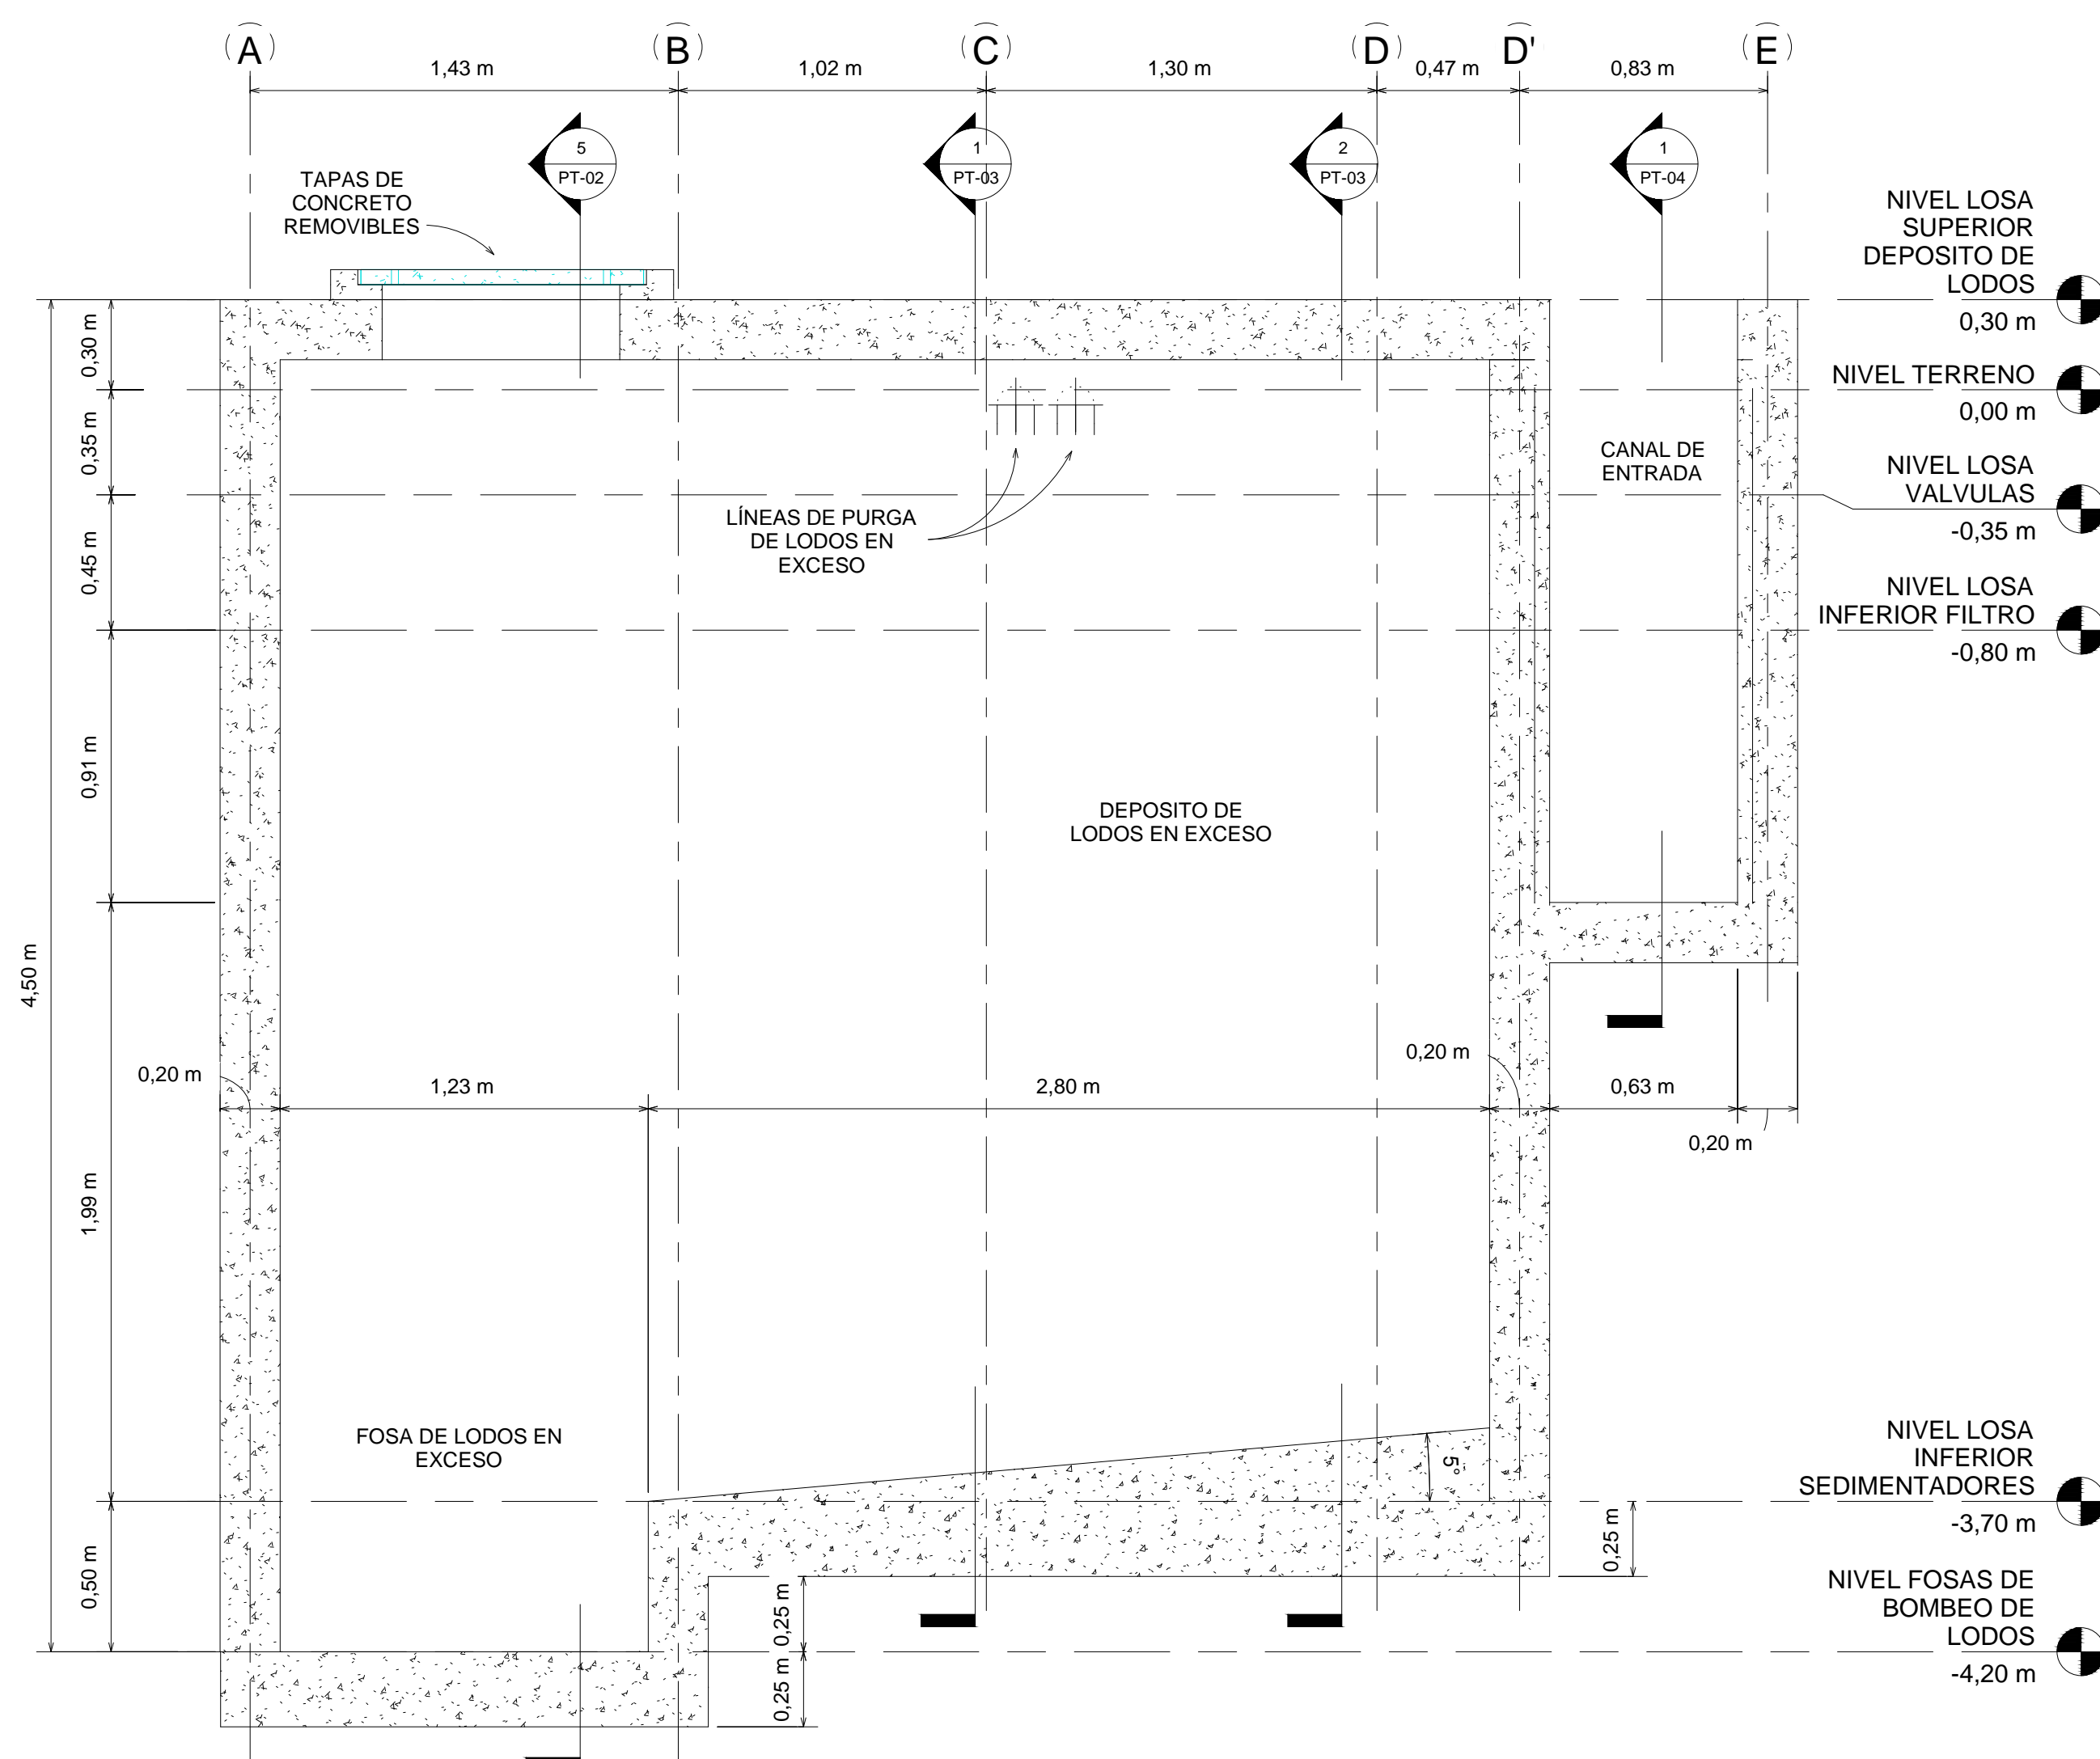 A
B
C
D
D'
E
1,43 m
1,02 m
1,30 m
0,47 m
0,83 m
5
PT-02
1
PT-03
2
PT-03
1
PT-04
TAPAS DE
CONCRETO
REMOVIBLES
NIVEL LOSA
SUPERIOR
DEPOSITO DE
LODOS
0,30 m
NIVEL TERRENO
0,00 m
NIVEL LOSA
VALVULAS
-0,35 m
NIVEL LOSA
INFERIOR FILTRO
-0,80 m
0,30 m
0,35 m
0,45 m
0,91 m
4,50 m
1,99 m
0,50 m
CANAL DE
ENTRADA
LÍNEAS DE PURGA
DE LODOS EN
EXCESO
DEPOSITO DE
LODOS EN EXCESO
0,20 m
1,23 m
2,80 m
0,20 m
0,63 m
0,20 m
FOSA DE LODOS EN
EXCESO
5°
0,25 m
0,25 m
0,25 m
NIVEL LOSA
INFERIOR
SEDIMENTADORES
-3,70 m
NIVEL FOSAS DE
BOMBEO DE
LODOS
-4,20 m